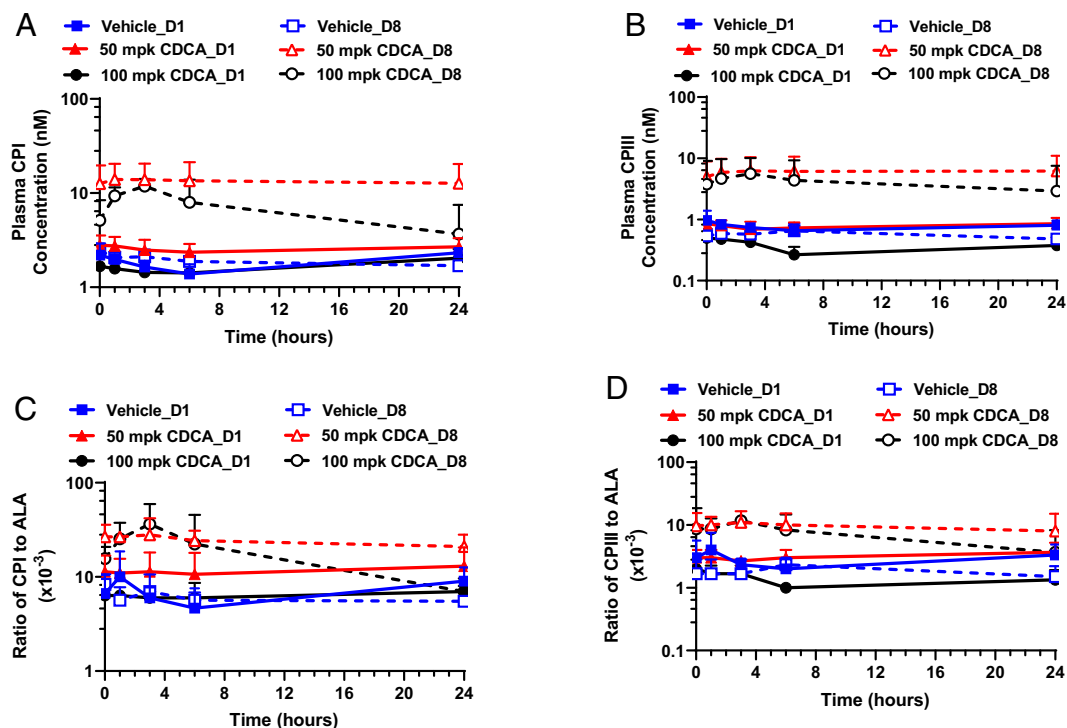 A
Vehicle_D1
Vehicle_D8
50 mpk CDCA_D1
50 mpk CDCA_D8
100 mpk CDCA_D1
100 mpk CDCA_D8
Plasma CPI
Concentration (nM)
100
10
1
0 4 8 12 16 20 24
Time (hours)
B
Vehicle_D1
Vehicle_D8
50 mpk CDCA_D1
50 mpk CDCA_D8
100 mpk CDCA_D1
100 mpk CDCA_D8
Plasma CPIII
Concentration (nM)
100
10
1
0.1
0 4 8 12 16 20 24
Time (hours)
C
Vehicle_D1
Vehicle_D8
50 mpk CDCA_D1
50 mpk CDCA_D8
100 mpk CDCA_D1
100 mpk CDCA_D8
Ratio of CPI to ALA
(x10⁻³)
100
10
1
0 4 8 12 16 20 24
Time (hours)
D
Vehicle_D1
Vehicle_D8
50 mpk CDCA_D1
50 mpk CDCA_D8
100 mpk CDCA_D1
100 mpk CDCA_D8
Ratio of CPIII to ALA
(x10⁻³)
100
10
1
0.1
0 4 8 12 16 20 24
Time (hours)